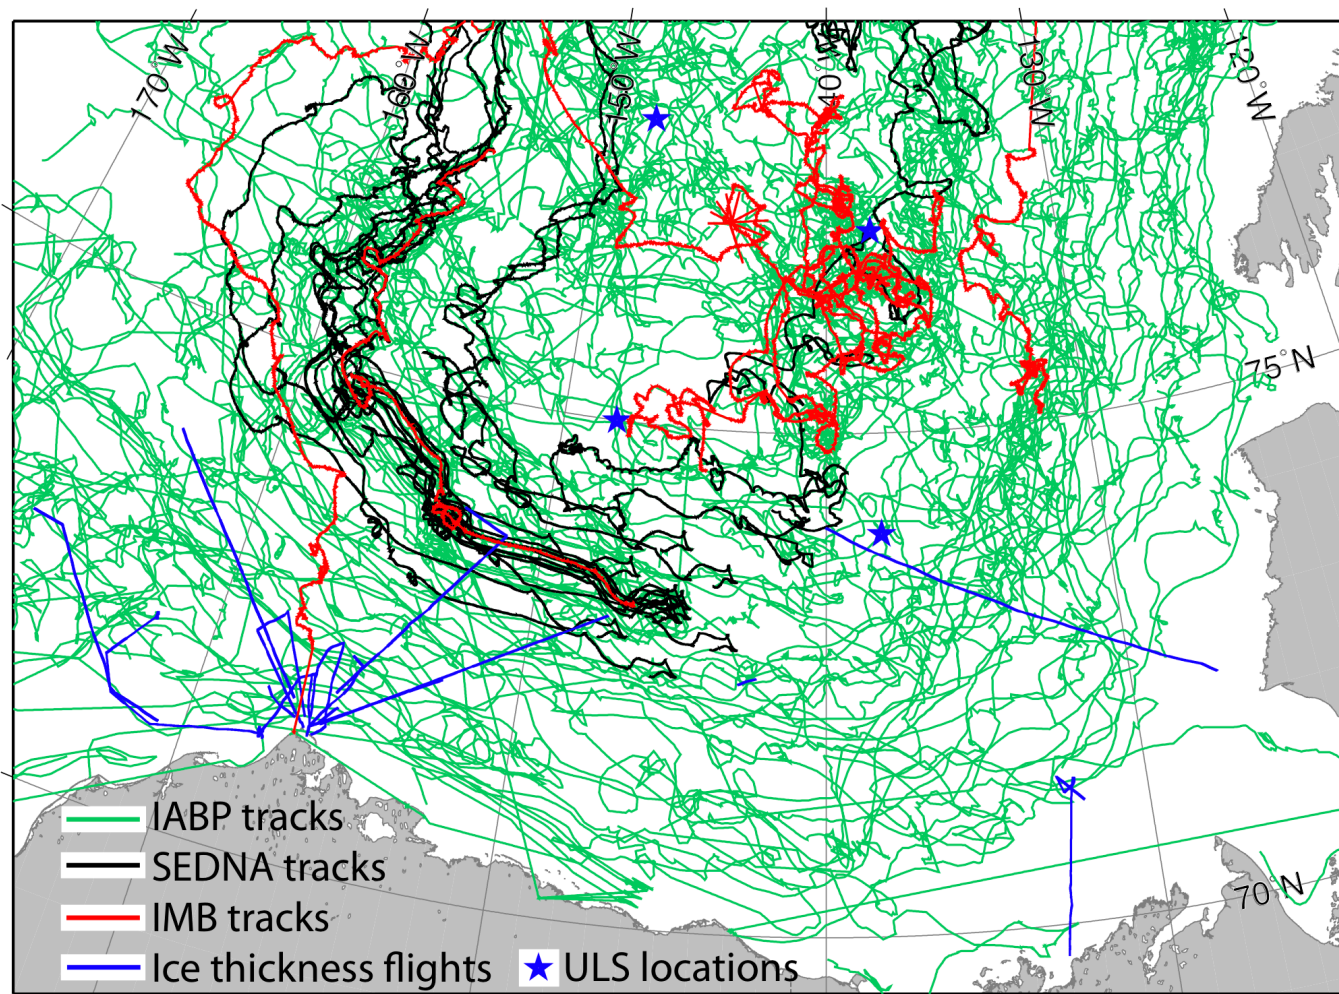 170°W
160°W
150°W
140°W
130°W
120°W
75°N
70°N
IABP tracks
SEDNA tracks
IMB tracks
Ice thickness flights
ULS locations